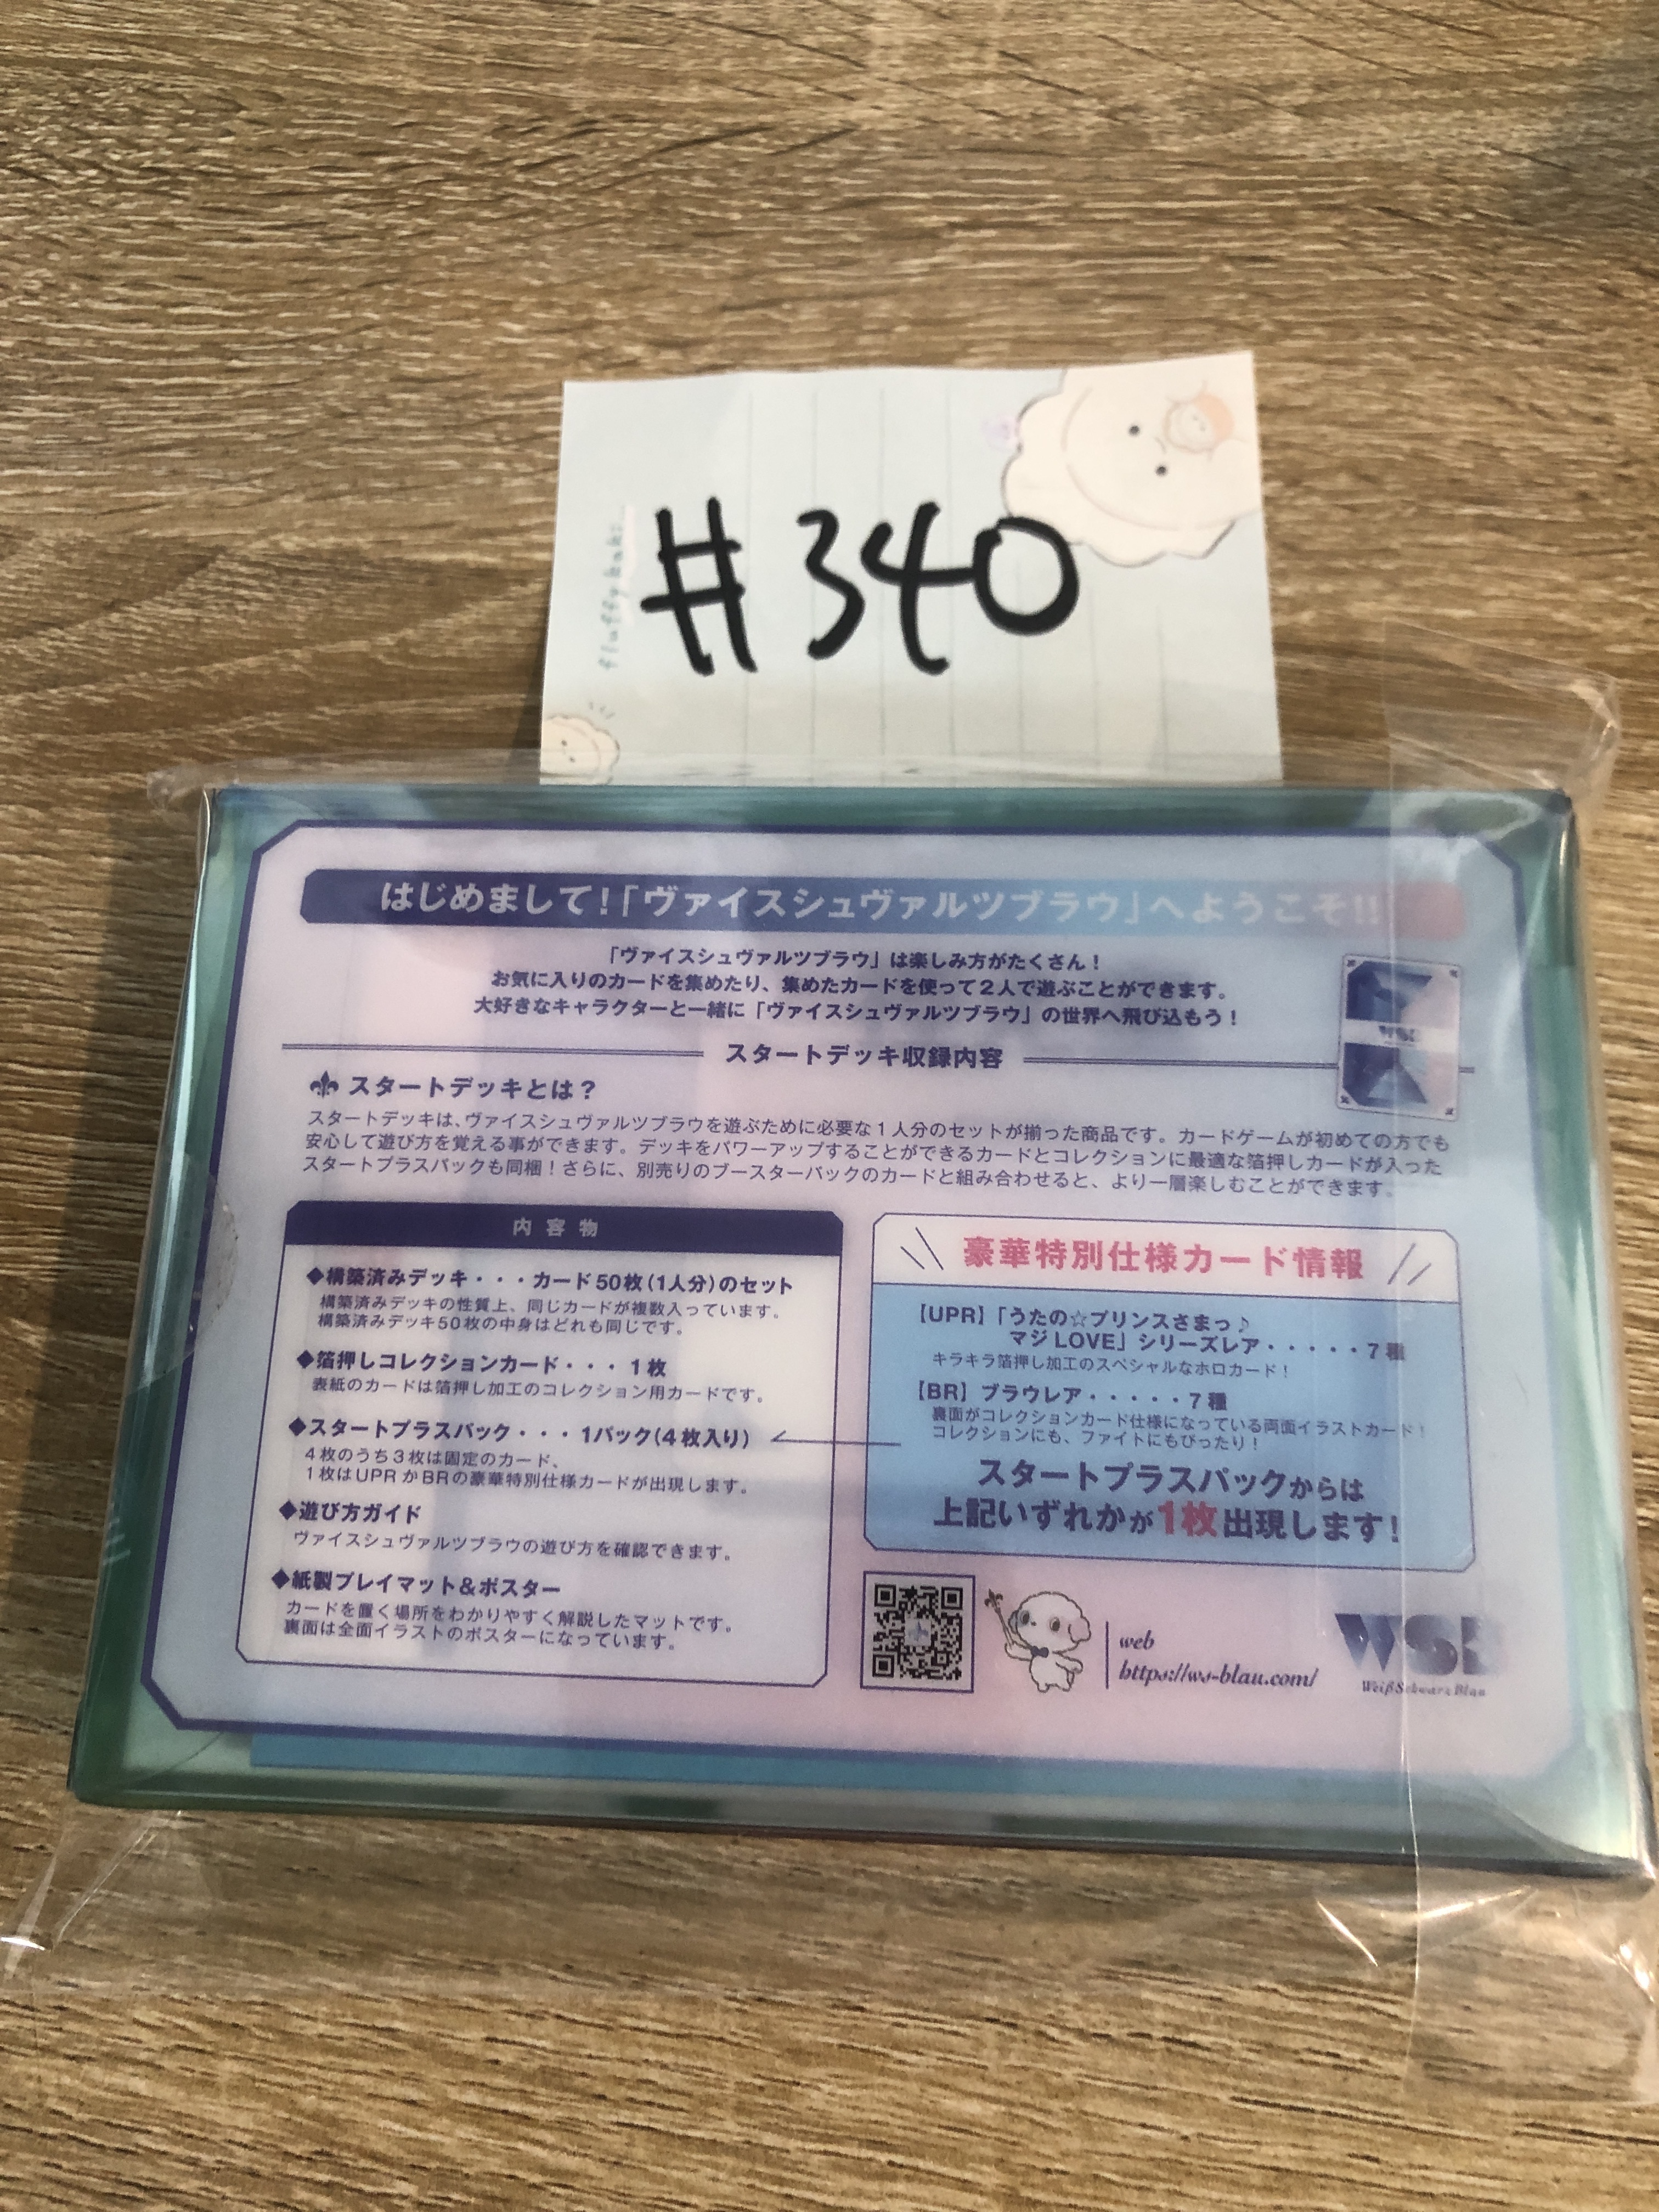 #340
fluffy kaki
はじめまして！「ヴァイスシュヴァルツブラウ」へようこそ!!
「ヴァイスシュヴァルツブラウ」は楽しみ方がたくさん！
お気に入りのカードを集めたり、集めたカードを使って2人で遊ぶことができます。
大好きなキャラクターと一緒に「ヴァイスシュヴァルツブラウ」の世界へ飛び込もう！
WSB
スタートデッキ収録内容
スタートデッキとは？
スタートデッキは、ヴァイスシュヴァルツブラウを遊ぶために必要な1人分のセットが揃った商品です。カードゲームが初めての方でも
安心して遊び方を覚える事ができます。デッキをパワーアップすることができるカードとコレクションに最適な箔押しカードが入った
スタートプラスパックも同梱！さらに、別売りのブースターパックのカードと組み合わせると、より一層楽しむことができます。
内容物
◆構築済みデッキ・・・カード50枚(1人分)のセット
構築済みデッキの性質上、同じカードが複数入っています。
構築済みデッキ50枚の中身はどれも同じです。
◆箔押しコレクションカード・・・1枚
表紙のカードは箔押し加工のコレクション用カードです。
◆スタートプラスパック・・・1パック(4枚入り)
4枚のうち3枚は固定のカード、
1枚はUPRかBRの豪華特別仕様カードが出現します。
◆遊び方ガイド
ヴァイスシュヴァルツブラウの遊び方を確認できます。
◆紙製プレイマット&ポスター
カードを置く場所をわかりやすく解説したマットです。
裏面は全面イラストのポスターになっています。
豪華特別仕様カード情報
【UPR】「うたの☆プリンスさまっ♪
マジLOVE」シリーズレア・・・・・7種
キラキラ箔押し加工のスペシャルなホロカード！
【BR】ブラウレア・・・・・7種
裏面がコレクションカード仕様になっている両面イラストカード！
コレクションにも、ファイトにもぴったり！
スタートプラスパックからは
上記いずれかが1枚出現します！
web
https://ws-blau.com/
WSB
WeißSchwarzBlau